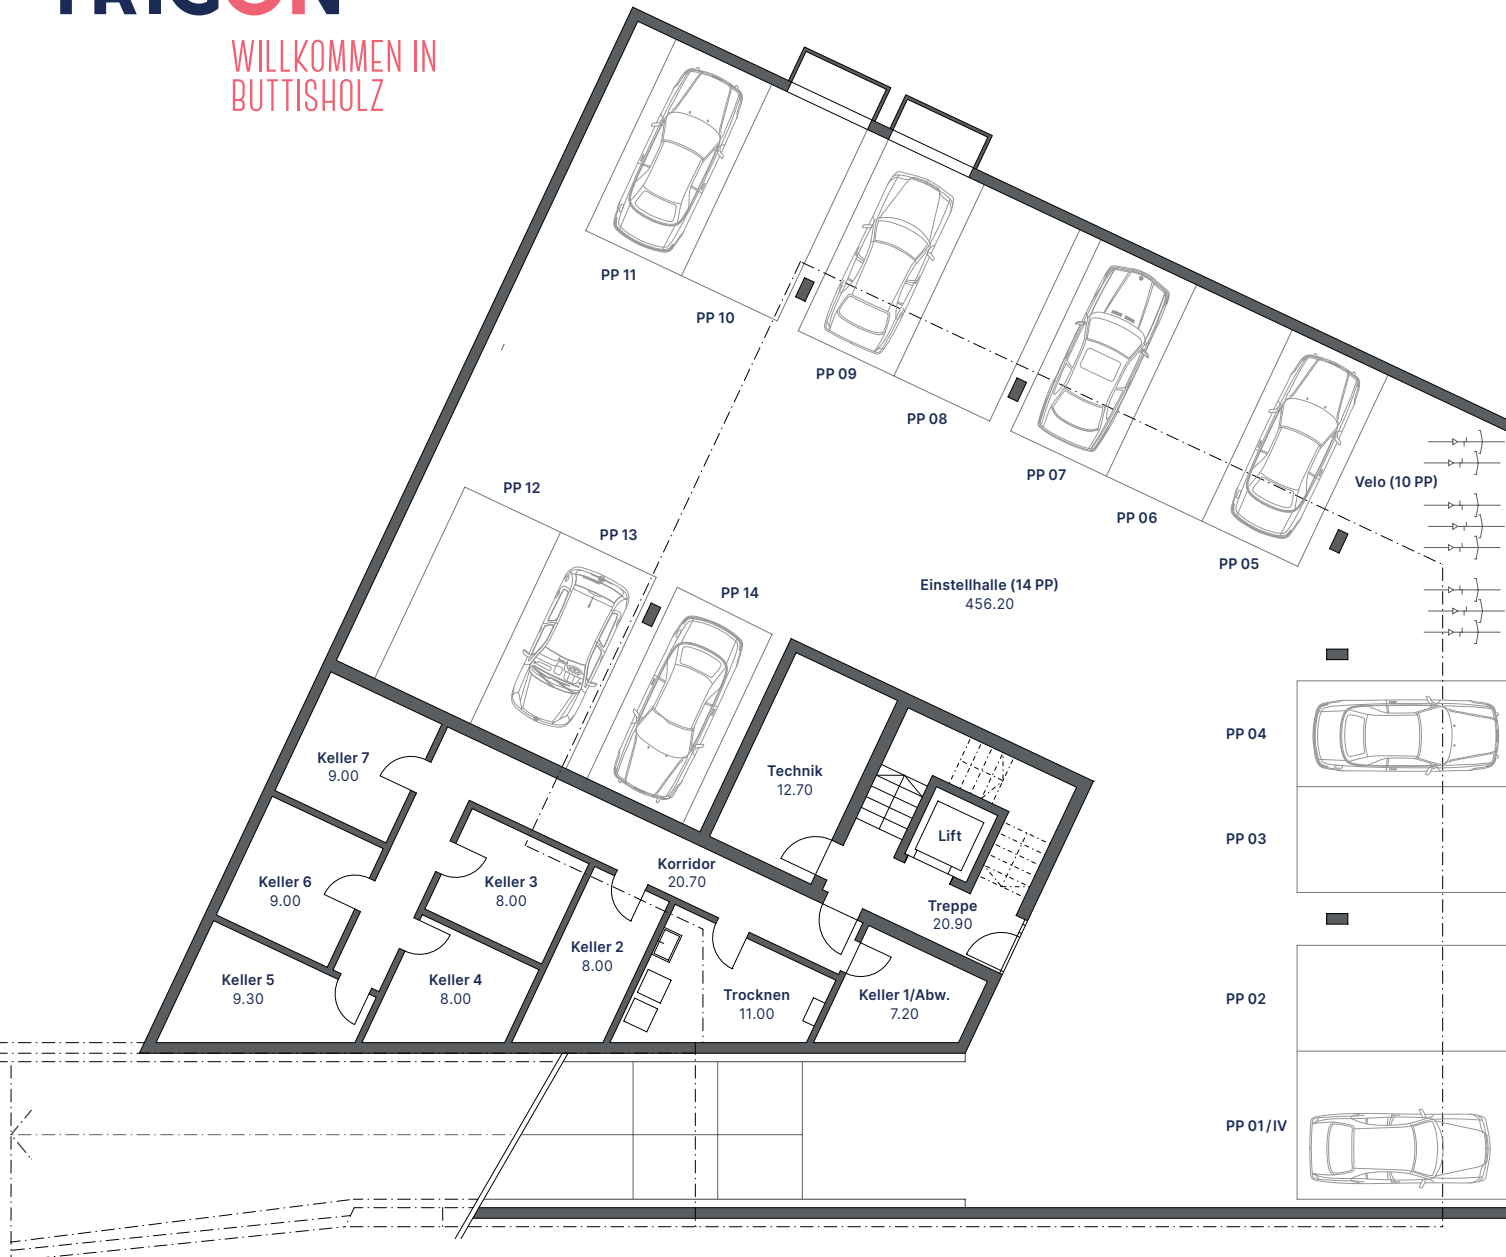 TRIGON
WILLKOMMEN IN
BUTTISHOLZ
PP 11
PP 10
PP 09
PP 08
PP 07
PP 06
PP 05
Velo (10 PP)
PP 12
PP 13
PP 14
Einstellhalle (14 PP)
456.20
PP 04
PP 03
PP 02
PP 01/IV
Keller 7
9.00
Technik
12.70
Lift
Keller 6
9.00
Keller 3
8.00
Korridor
20.70
Treppe
20.90
Keller 2
8.00
Keller 5
9.30
Keller 4
8.00
Trocknen
11.00
Keller 1/Abw.
7.20